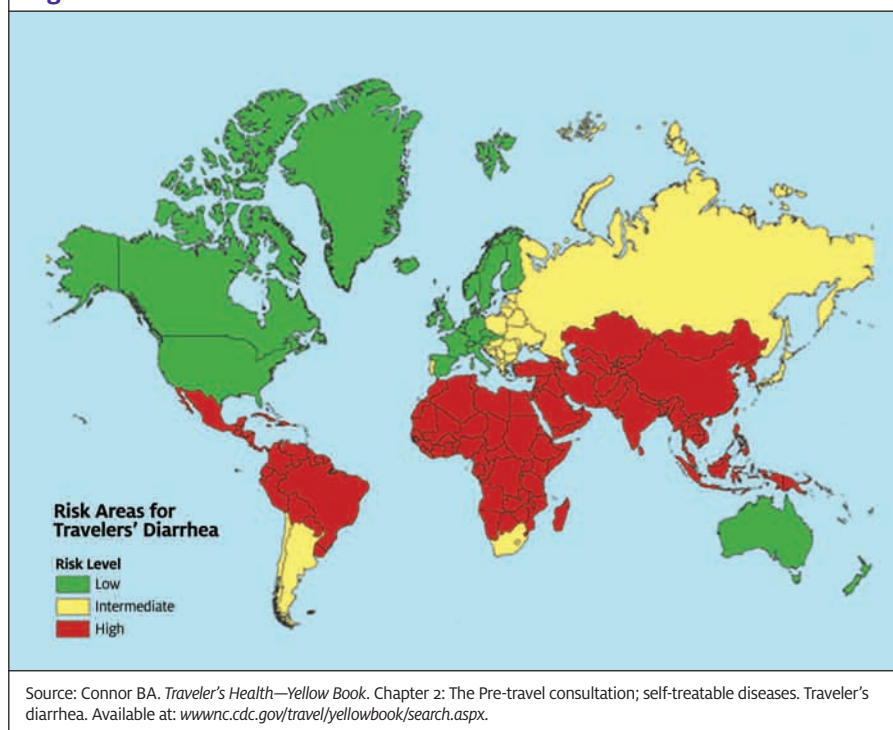 Risk Areas for
Travelers' Diarrhea
Risk Level
Low
Intermediate
High
Source: Connor BA. Traveler's Health—Yellow Book. Chapter 2: The Pre-travel consultation; self-treatable diseases. Traveler's
diarrhea. Available at: wwwnc.cdc.gov/travel/yellowbook/search.aspx.